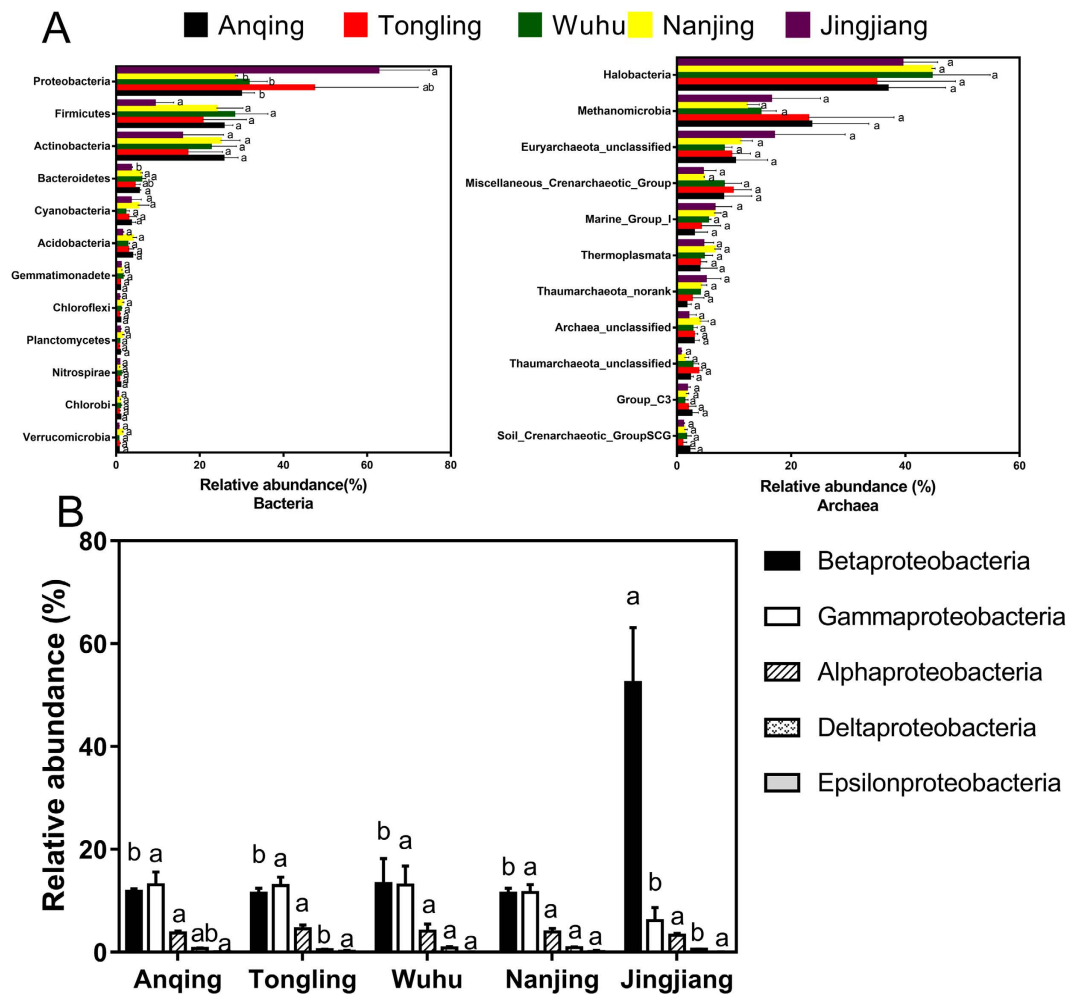 A
Anqing Tongling Wuhu Nanjing Jingjiang
Proteobacteria a b b ab b
Firmicutes a a a a a
Actinobacteria a a a a a
Bacteroidetes b a a ab a
Cyanobacteria a a a a a
Acidobacteria a a a a a
Gemmatimonadete a a a a a
Chloroflexi a a a a a
Planctomycetes a a a a a
Nitrospirae a a a a a
Chlorobi a a a a a
Verrucomicrobia a a a a a
0 20 40 60 80
Relative abundance(%)
Bacteria
Halobacteria a a a a a
Methanomicrobia a a a a a
Euryarchaeota_unclassified a a a a a
Miscellaneous_Crenarchaeotic_Group a a a a a
Marine_Group_I a a a a a
Thermoplasmata a a a a a
Thaumarchaeota_norank a a a a a
Archaea_unclassified a a a a a
Thaumarchaeota_unclassified a a a a a
Group_C3 a a a a a
Soil_Crenarchaeotic_GroupSCG a a a a a
0 20 40 60
Relative abundance (%)
Archaea
B
Relative abundance (%)
80
60
40
20
0
b a a ab a
b a a b a
b a a a a
b a a a a
a b a b a
Anqing Tongling Wuhu Nanjing Jingjiang
Betaproteobacteria
Gammaproteobacteria
Alphaproteobacteria
Deltaproteobacteria
Epsilonproteobacteria